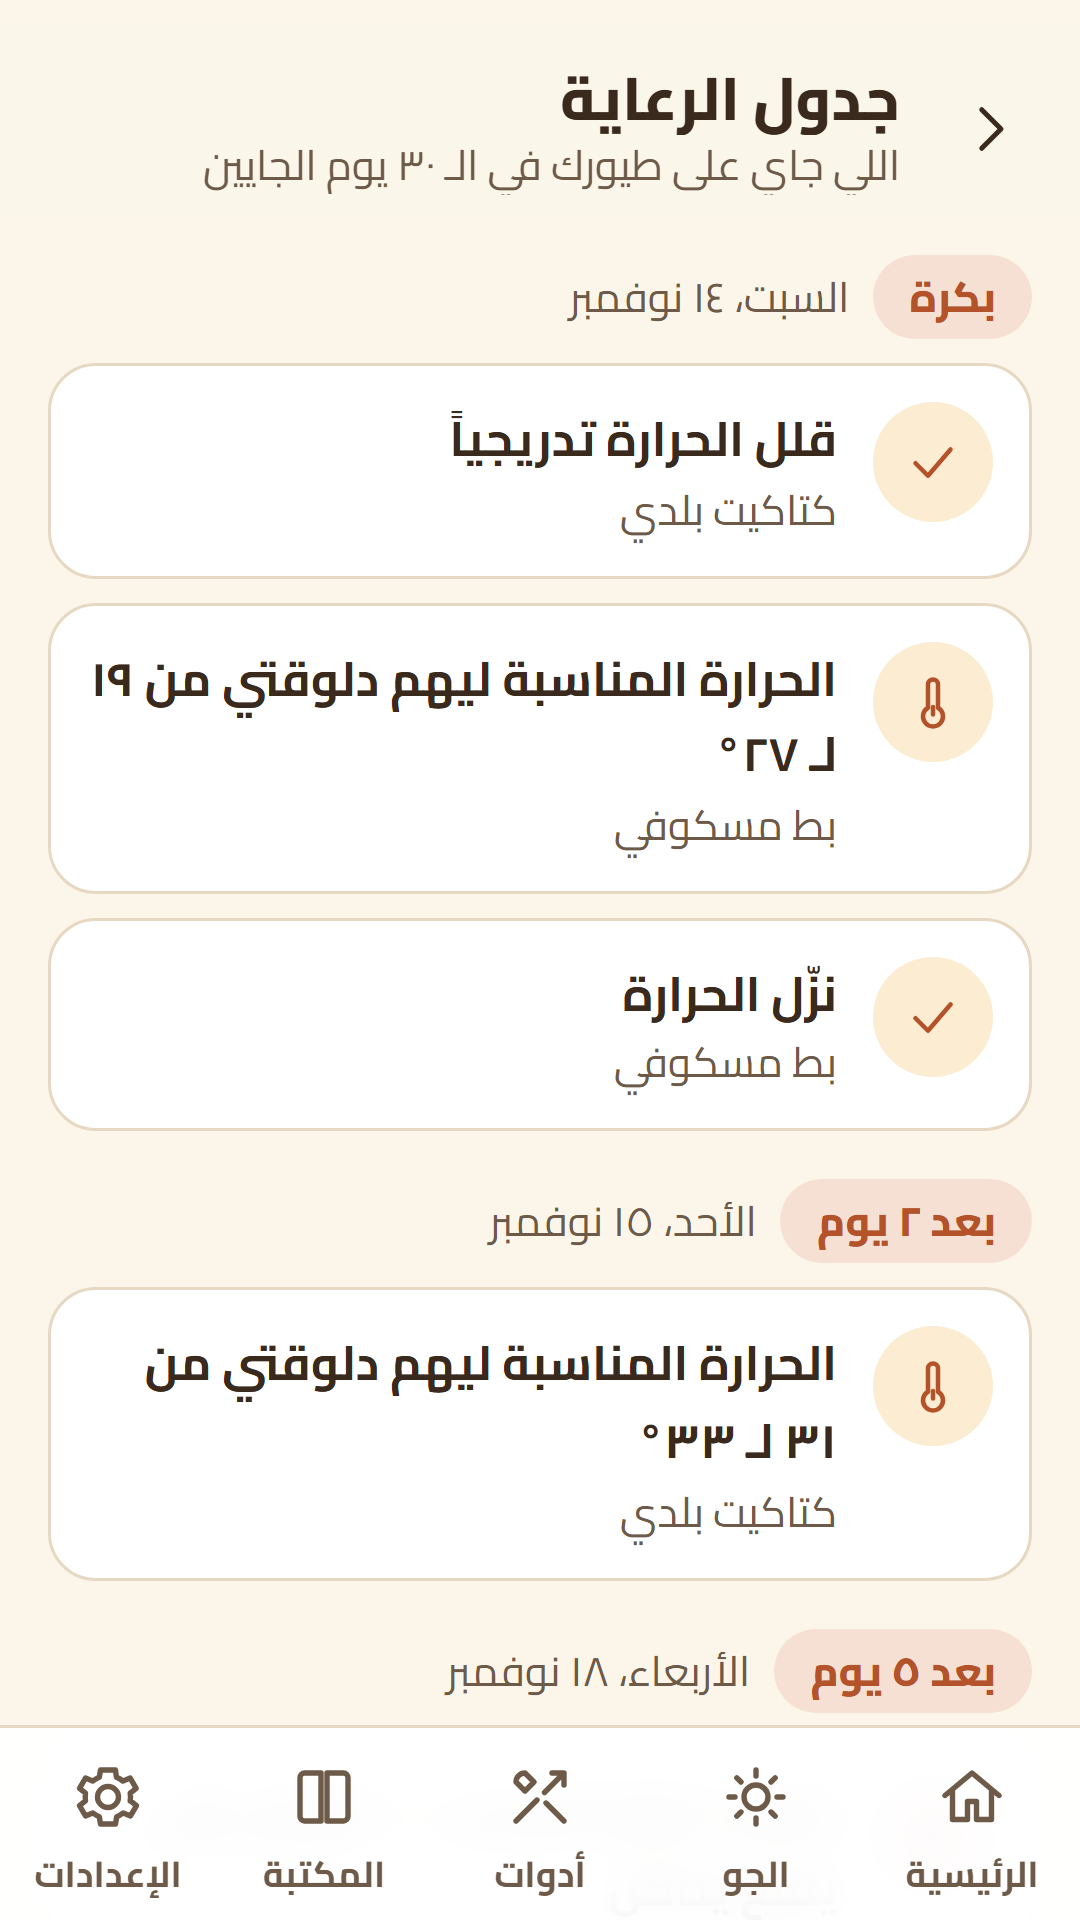 جدول الرعاية
اللي جاي على طيورك في الـ ٣٠ يوم الجايين
بكرة
السبت، ١٤ نوفمبر
قلل الحرارة تدريجياً
كتاكيت بلدي
الحرارة المناسبة ليهم دلوقتي من ١٩
لـ ٢٧°
بط مسكوفي
نزّل الحرارة
بط مسكوفي
بعد ٢ يوم
الأحد، ١٥ نوفمبر
الحرارة المناسبة ليهم دلوقتي من
٣١ لـ ٣٣°
كتاكيت بلدي
بعد ٥ يوم
الأربعاء، ١٨ نوفمبر
الرئيسية
الجو
أدوات
المكتبة
الإعدادات